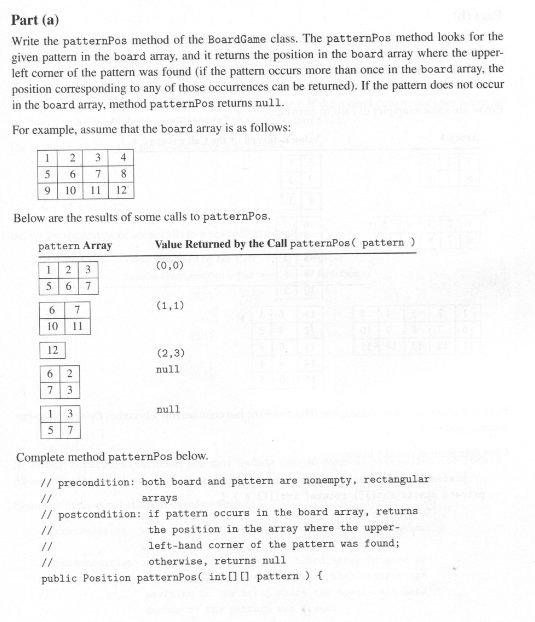 Part (a)
Write the patternPos method of the BoardGame class. The patternPos method looks for the
given pattern in the board array, and it returns the position in the board array where the upper-
left corner of the pattern was found (if the pattern occurs more than once in the board array, the
position corresponding to any of those occurrences can be returned). If the pattern does not occur
in the board array, method patternPos returns null.
For example, assume that the board array is as follows:
1 2 3 4
5 6 7 8
9 10 11 12
Below are the results of some calls to patternPos.
pattern Array Value Returned by the Call patternPos( pattern )
1 2 3 (0,0)
5 6 7
6 7 (1,1)
10 11
12 (2,3)
6 2 null
7 3
1 3 null
5 7
Complete method patternPos below.
// precondition: both board and pattern are nonempty, rectangular
// arrays
// postcondition: if pattern occurs in the board array, returns
// the position in the array where the upper-
// left-hand corner of the pattern was found;
// otherwise, returns null
public Position patternPos( int[][] pattern ) {